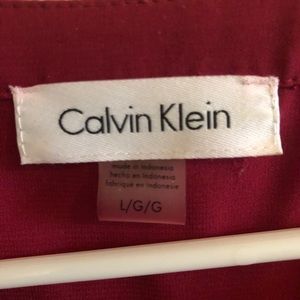 Calvin Klein
made in Indonesia
hecho en Indonesia
fabriqué en Indonésie
L/G/G